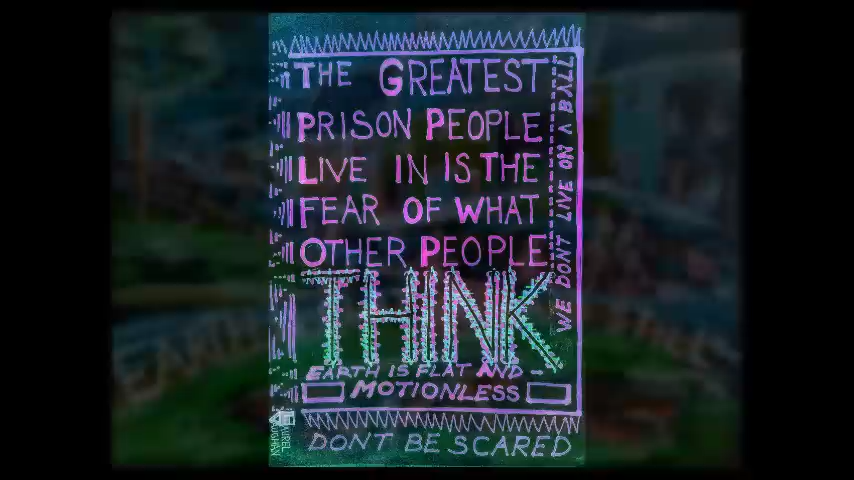 THE GREATEST
PRISON PEOPLE
LIVE IN IS THE
FEAR OF WHAT
OTHER PEOPLE
THINK
EARTH IS FLAT AND -
MOTIONLESS
DONT BE SCARED
WE DONT LIVE ON A BALL